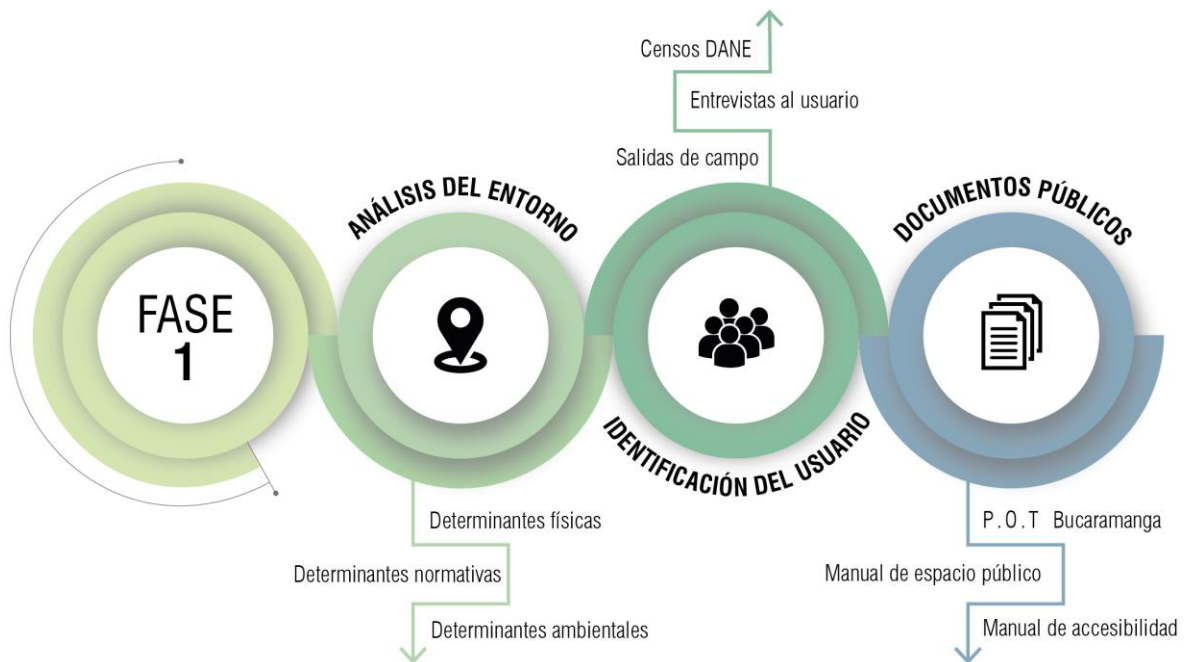 FASE
1
ANÁLISIS DEL ENTORNO
Determinantes físicas
Determinantes normativas
Determinantes ambientales
Censos DANE
Entrevistas al usuario
Salidas de campo
IDENTIFICACIÓN DEL USUARIO
DOCUMENTOS PÚBLICOS
P.O.T Bucaramanga
Manual de espacio público
Manual de accesibilidad